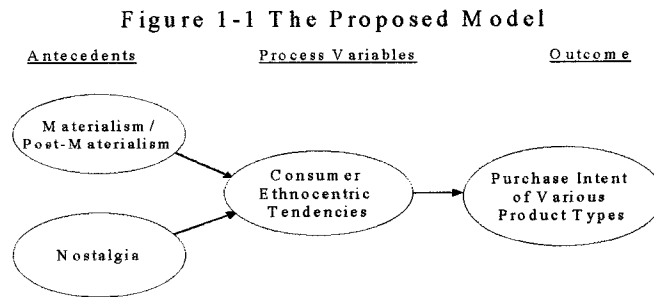 Figure 1-1 The Proposed Model
Antecedents
Process Variables
Outcome
Materialism /
Post-Materialism
Nostalgia
Consumer
Ethnocentric
Tendencies
Purchase Intent
of Various
Product Types